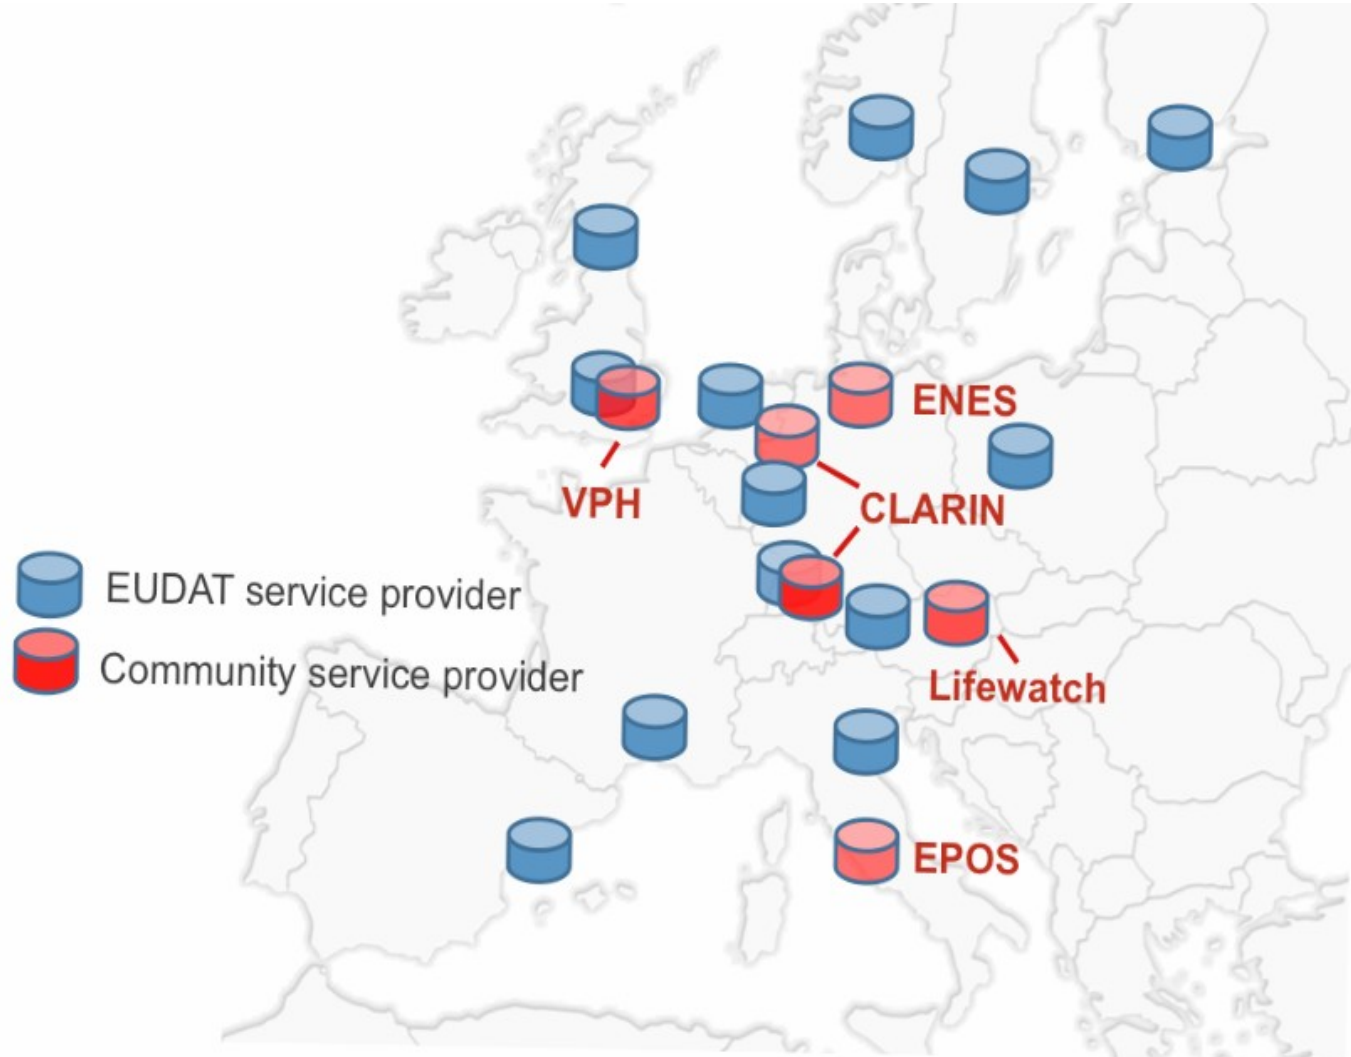 ENES
VPH
CLARIN
EUDAT service provider
Community service provider
Lifewatch
EPOS